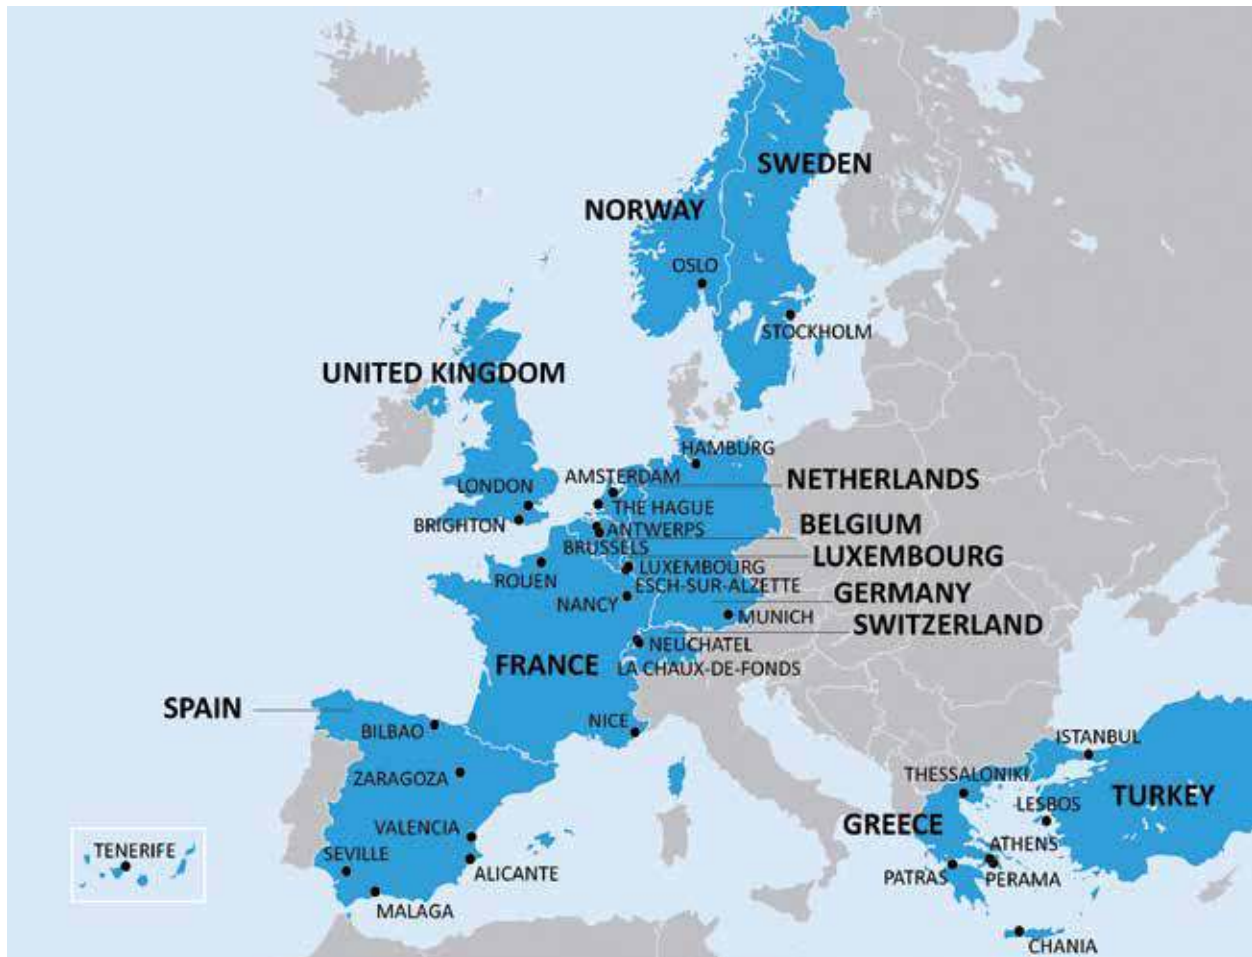 SWEDEN
NORWAY
OSLO
STOCKHOLM
UNITED KINGDOM
HAMBURG
AMSTERDAM
NETHERLANDS
LONDON
THE HAGUE
BRIGHTON
ANTWERPS
BELGIUM
BRUSSELS
LUXEMBOURG
ROUEN
LUXEMBOURG
ESCH-SUR-ALZETTE
NANCY
GERMANY
MUNICH
SWITZERLAND
NEUCHATEL
FRANCE
LA CHAUX-DE-FONDS
SPAIN
BILBAO
NICE
ISTANBUL
ZARAGOZA
THESSALONIKI
TURKEY
LESBOS
GREECE
VALENCIA
ATHENS
TENERIFE
SEVILLE
ALICANTE
PATRAS
PERAMA
MALAGA
CHANIA